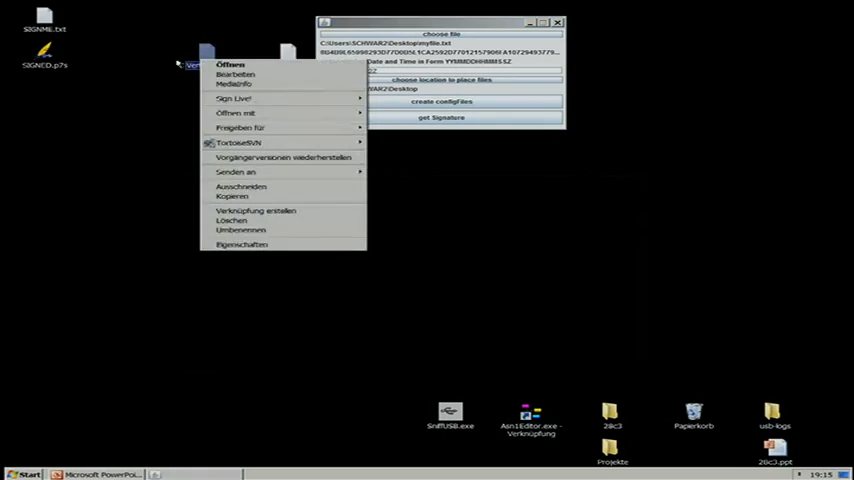 SIGNME.txt
SIGNED.p7s
choose file
C:\Users\SCHWAR2\Desktop\myfile.txt
Date and Time in Form YYMMDDHHMMSSZ
choose location to place files
create configFiles
get Signature
Öffnen
Bearbeiten
MediaInfo
Sign Live!
Öffnen mit
Freigeben für
TortoiseSVN
Vorgängerversionen wiederherstellen
Senden an
Ausschneiden
Kopieren
Verknüpfung erstellen
Löschen
Umbenennen
Eigenschaften
SniffUSB.exe
Asn1Editor.exe -
Verknüpfung
28c3
Papierkorb
usb-logs
Projekte
28c3.ppt
Start
Microsoft PowerPoi...
19:15